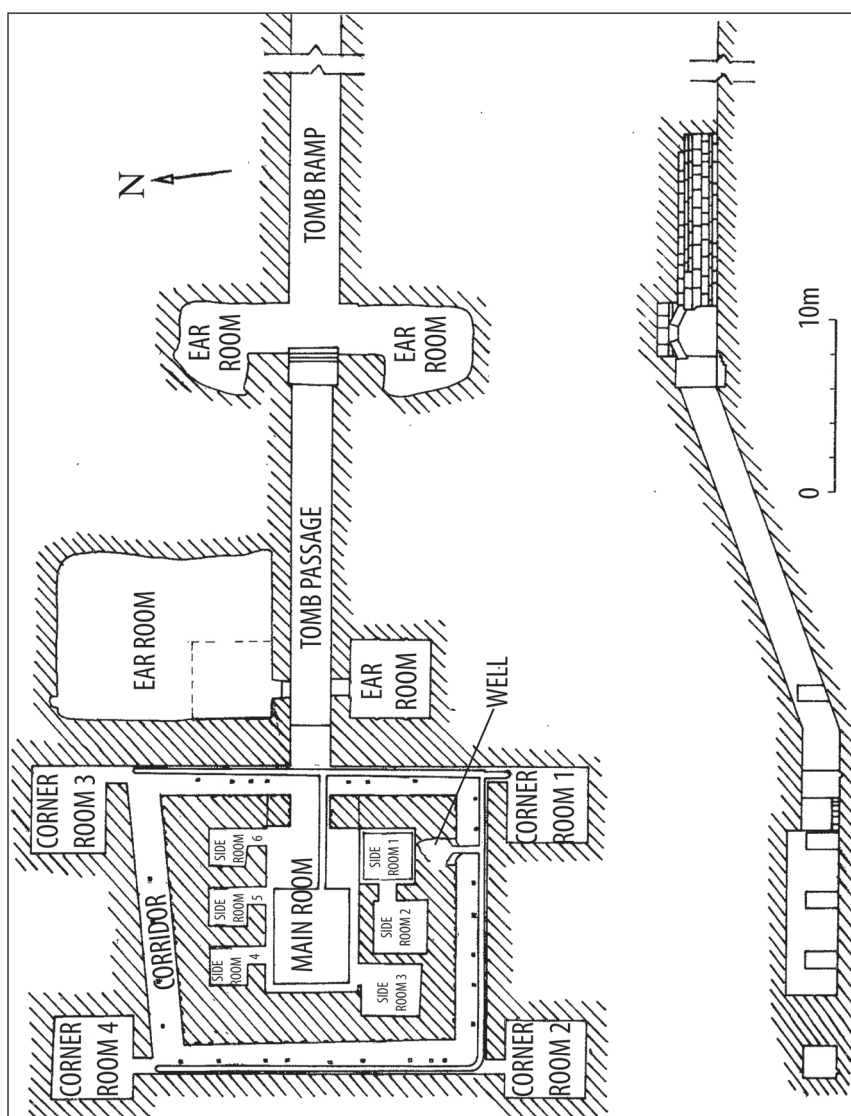 N
TOMB RAMP
EAR
ROOM
EAR
ROOM
TOMB PASSAGE
EAR ROOM
EAR
ROOM
WELL
CORNER
ROOM 3
CORNER
ROOM 1
CORRIDOR
SIDE
ROOM
6
SIDE
ROOM
5
SIDE
ROOM
4
MAIN ROOM
SIDE
ROOM 1
SIDE
ROOM 2
SIDE
ROOM 3
CORNER
ROOM 4
CORNER
ROOM 2
0
10m